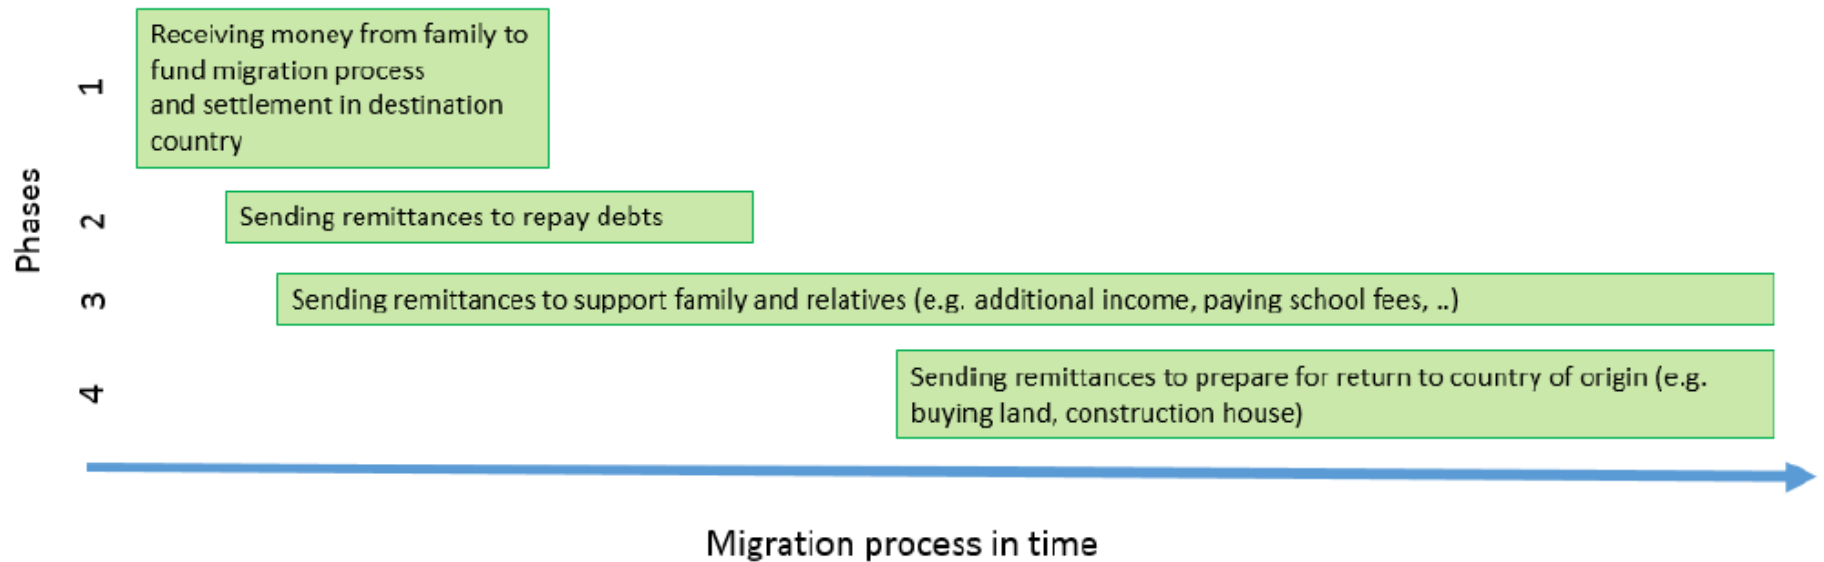 Phases
1
Receiving money from family to
fund migration process
and settlement in destination
country
2
Sending remittances to repay debts
3
Sending remittances to support family and relatives (e.g. additional income, paying school fees, ..)
4
Sending remittances to prepare for return to country of origin (e.g.
buying land, construction house)
Migration process in time